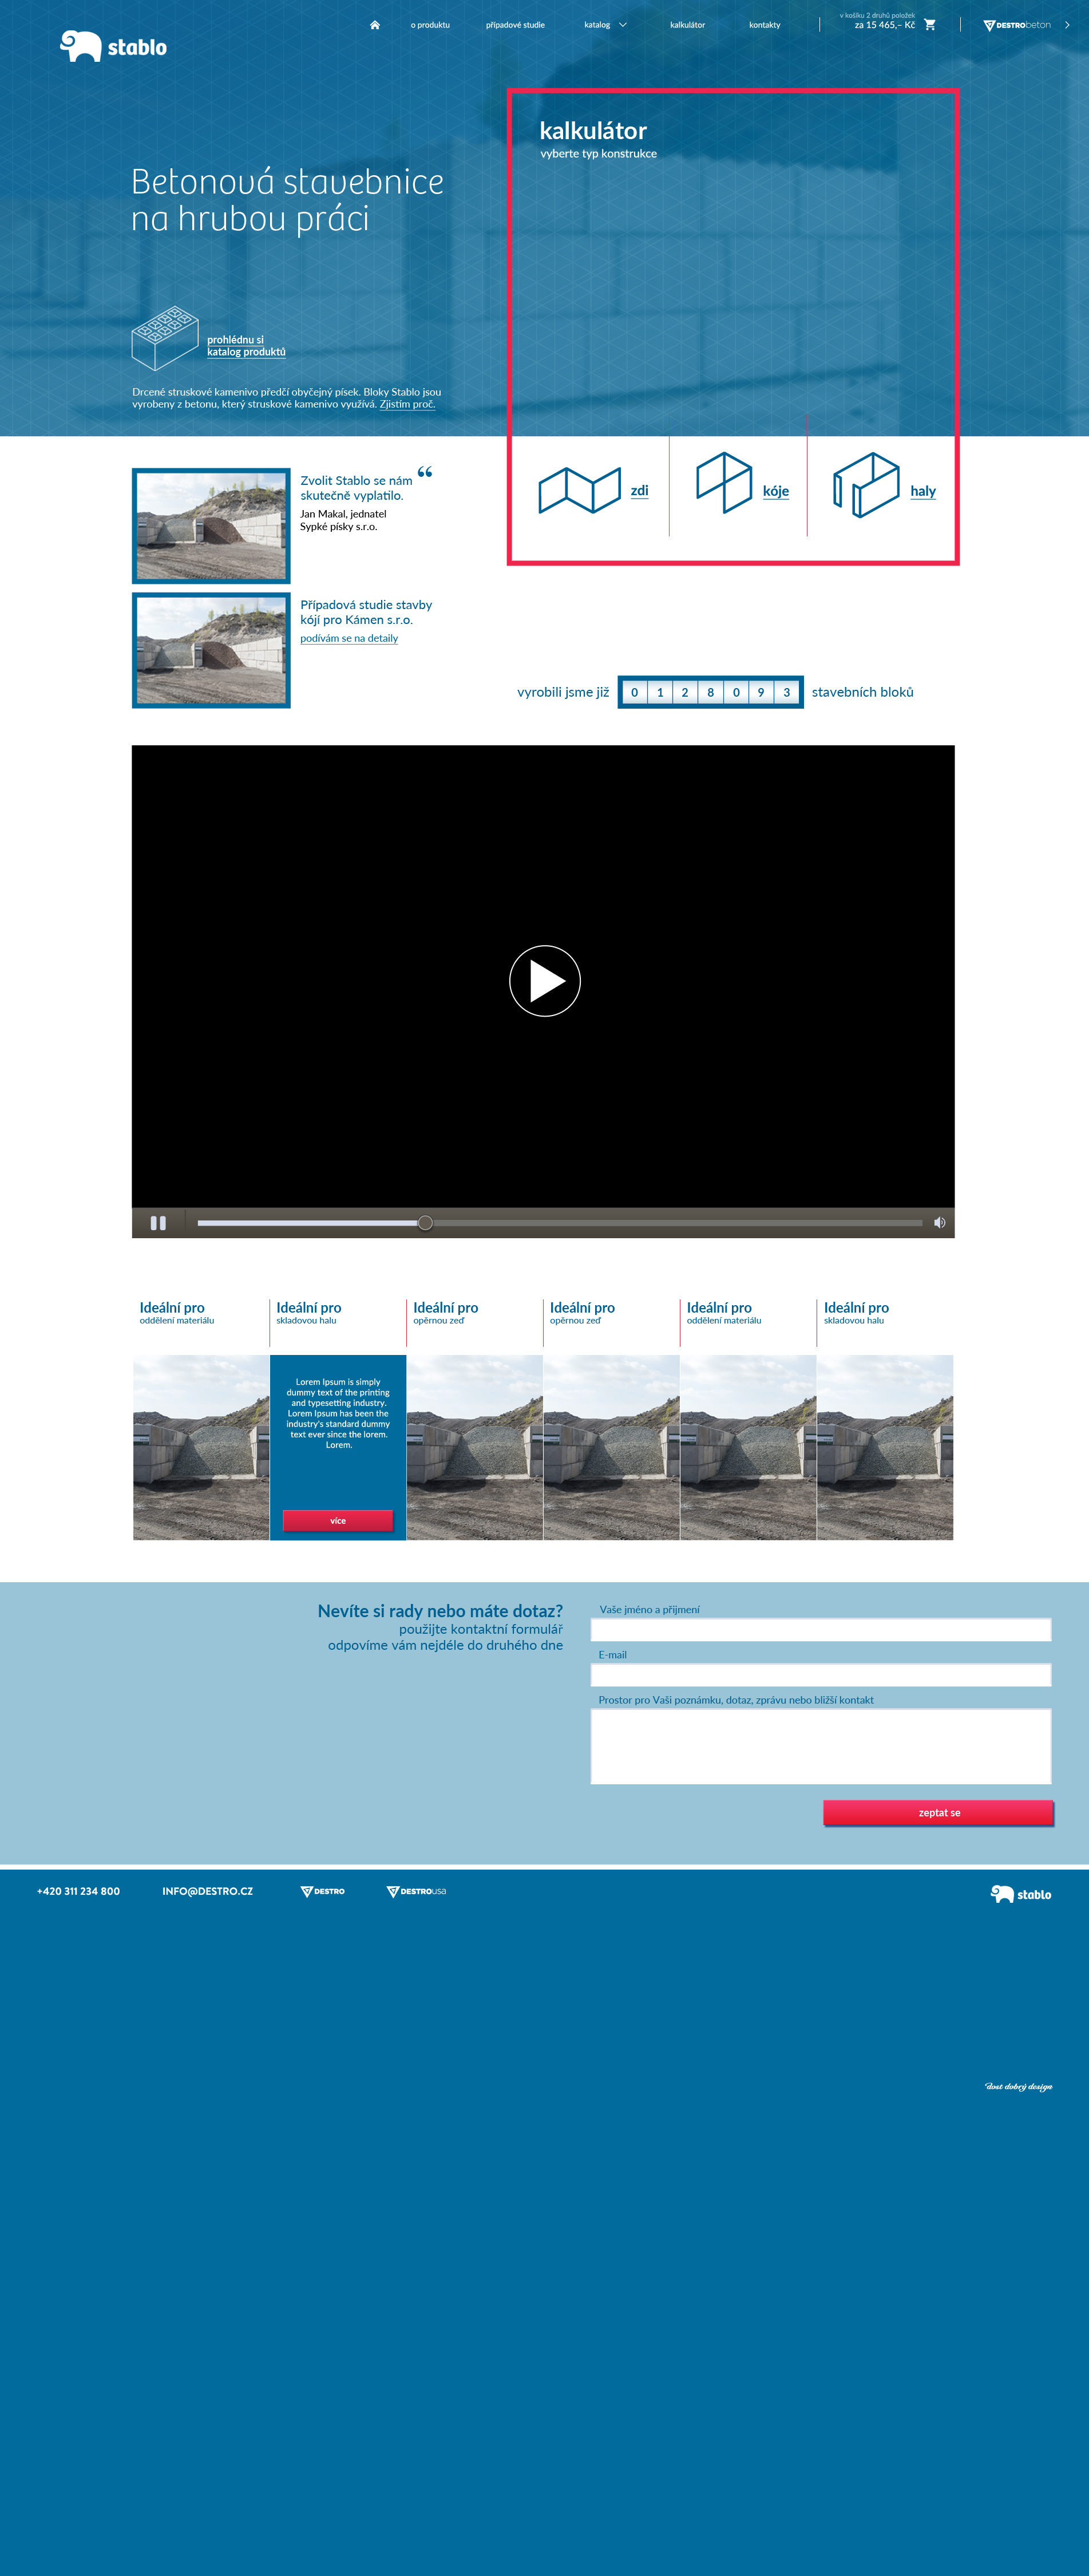 stablo
o produktu
případové studie
katalog
kalkulátor
kontakty
v košíku 2 druhů položek
za 15 465,– Kč
DESTRObeton
Betonová stavebnice
na hrubou práci
prohlédnu si
katalog produktů
Drcené struskové kamenivo předčí obyčejný písek. Bloky Stablo jsou
vyrobeny z betonu, který struskové kamenivo využívá. Zjistím proč.
kalkulátor
vyberte typ konstrukce
zdi
kóje
haly
Zvolit Stablo se nám “
skutečně vyplatilo.
Jan Makal, jednatel
Sypké písky s.r.o.
Případová studie stavby
kójí pro Kámen s.r.o.
podívám se na detaily
vyrobili jsme již 0 1 2 8 0 9 3 stavebních bloků
Ideální pro
oddělení materiálu
Ideální pro
skladovou halu
Ideální pro
opěrnou zeď
Ideální pro
opěrnou zeď
Ideální pro
oddělení materiálu
Ideální pro
skladovou halu
Lorem Ipsum is simply
dummy text of the printing
and typesetting industry.
Lorem Ipsum has been the
industry's standard dummy
text ever since the lorem.
Lorem.
více
Nevíte si rady nebo máte dotaz?
použijte kontaktní formulář
odpovíme vám nejdéle do druhého dne
Vaše jméno a přijmení
E-mail
Prostor pro Vaši poznámku, dotaz, zprávu nebo bližší kontakt
zeptat se
+420 311 234 800
INFO@DESTRO.CZ
DESTRO
DESTROusa
stablo
dost dobrý design